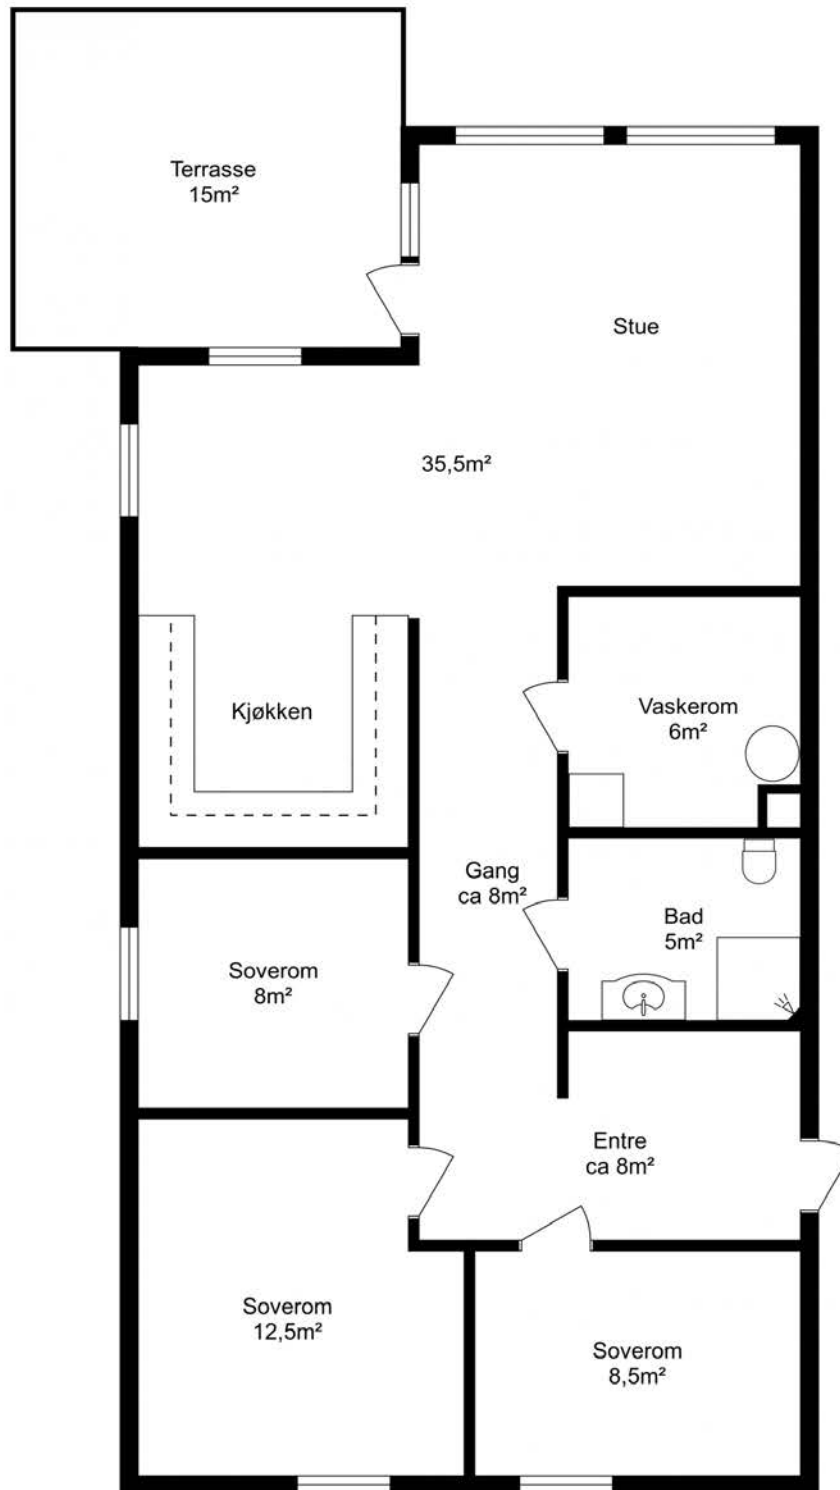 Terrasse
15m²
Stue
35,5m²
Kjøkken
Vaskerom
6m²
Gang
ca 8m²
Bad
5m²
Soverom
8m²
Entre
ca 8m²
Soverom
12,5m²
Soverom
8,5m²